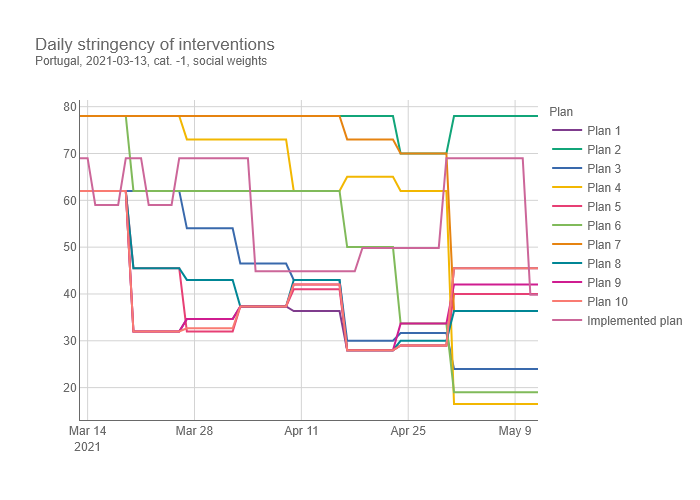 Daily stringency of interventions
Portugal, 2021-03-13, cat. -1, social weights
80
70
60
50
40
30
20
Mar 14
2021
Mar 28
Apr 11
Apr 25
May 9
Plan
Plan 1
Plan 2
Plan 3
Plan 4
Plan 5
Plan 6
Plan 7
Plan 8
Plan 9
Plan 10
Implemented plan